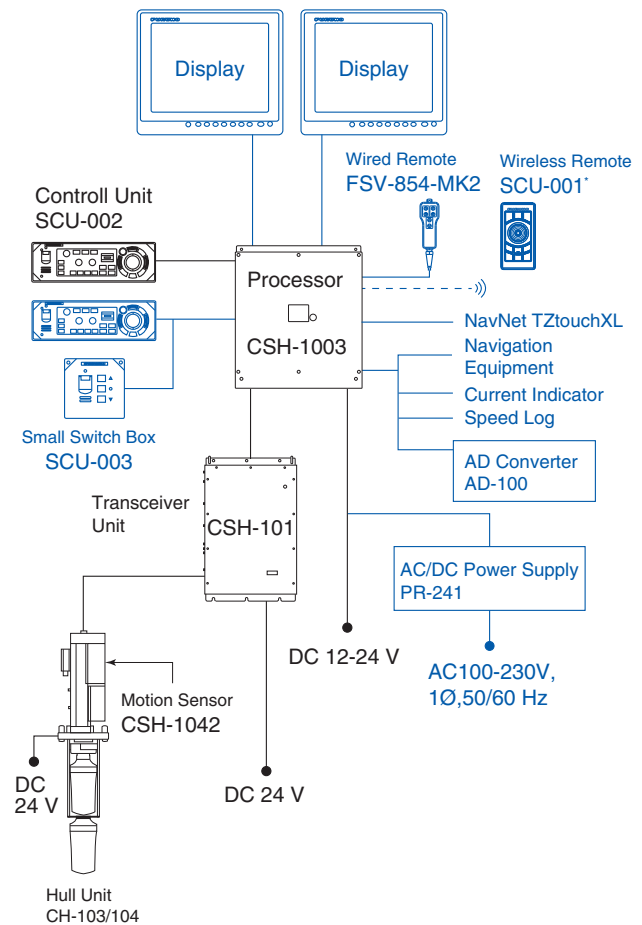 Display
Display
Wired Remote
FSV-854-MK2
Wireless Remote
SCU-001*
Controll Unit
SCU-002
Processor
CSH-1003
NavNet TZtouchXL
Navigation
Equipment
Current Indicator
Speed Log
AD Converter
AD-100
Small Switch Box
SCU-003
Transceiver
Unit
CSH-101
AC/DC Power Supply
PR-241
DC 12-24 V
AC100-230V,
1Ø,50/60 Hz
Motion Sensor
CSH-1042
DC
24 V
DC 24 V
Hull Unit
CH-103/104